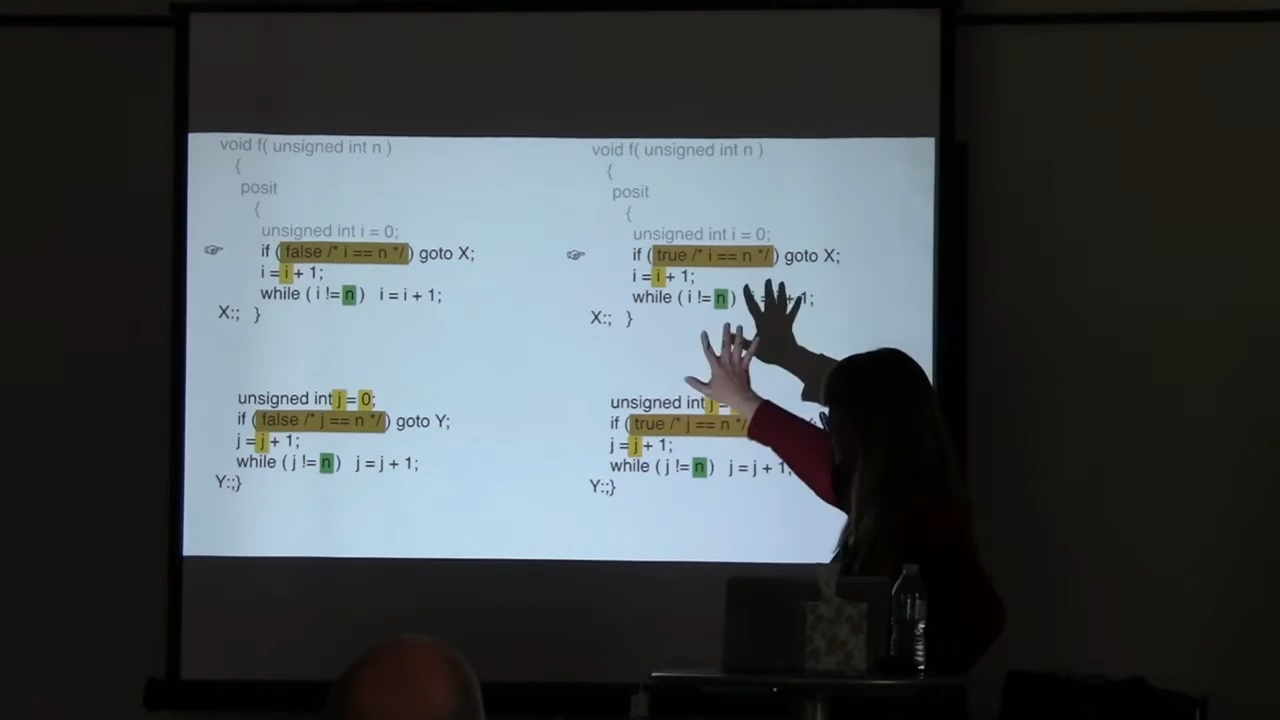 void f( unsigned int n )
{
posit
{
unsigned int i = 0;
☞ if ( false /* i == n */ ) goto X;
i = i + 1;
while ( i != n )   i = i + 1;
X:;   }
unsigned int j = 0;
if ( false /* j == n */ ) goto Y;
j = j + 1;
while ( j != n )   j = j + 1;
Y:;}
void f( unsigned int n )
{
posit
{
unsigned int i = 0;
☞ if ( true /* i == n */ ) goto X;
i = i + 1;
while ( i != n ) + 1;
X:;   }
unsigned int j =
if ( true /* j == n */
j = j + 1;
while ( j != n )   j = j + 1;
Y:;}